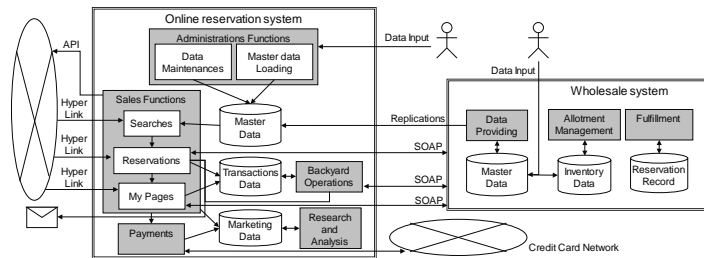 Online reservation system
Administrations Functions
Data
Maintenances
Master data
Loading
Data Input
Data Input
API
Hyper
Link
Hyper
Link
Hyper
Link
Sales Functions
Searches
Reservations
My Pages
Payments
Master
Data
Transactions
Data
Marketing
Data
Backyard
Operations
Research
and
Analysis
Replications
SOAP
SOAP
SOAP
Wholesale system
Data
Providing
Allotment
Management
Fulfillment
Master
Data
Inventory
Data
Reservation
Record
Credit Card Network